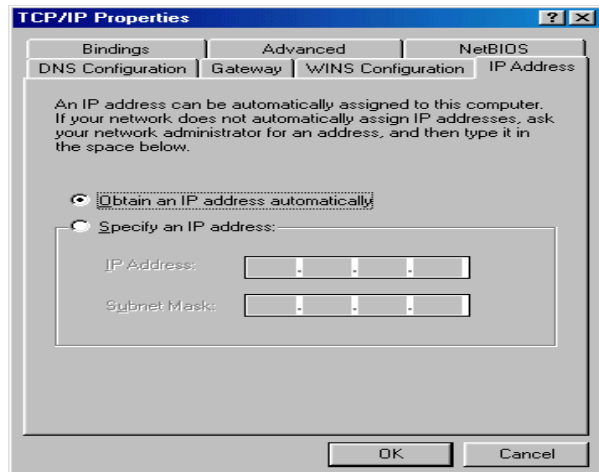 TCP/IP Properties
Bindings Advanced NetBIOS
DNS Configuration Gateway WINS Configuration IP Address
An IP address can be automatically assigned to this computer.
If your network does not automatically assign IP addresses, ask
your network administrator for an address, and then type it in
the space below.
Obtain an IP address automatically
Specify an IP address:
IP Address:
. . .
Subnet Mask:
. . .
OK Cancel